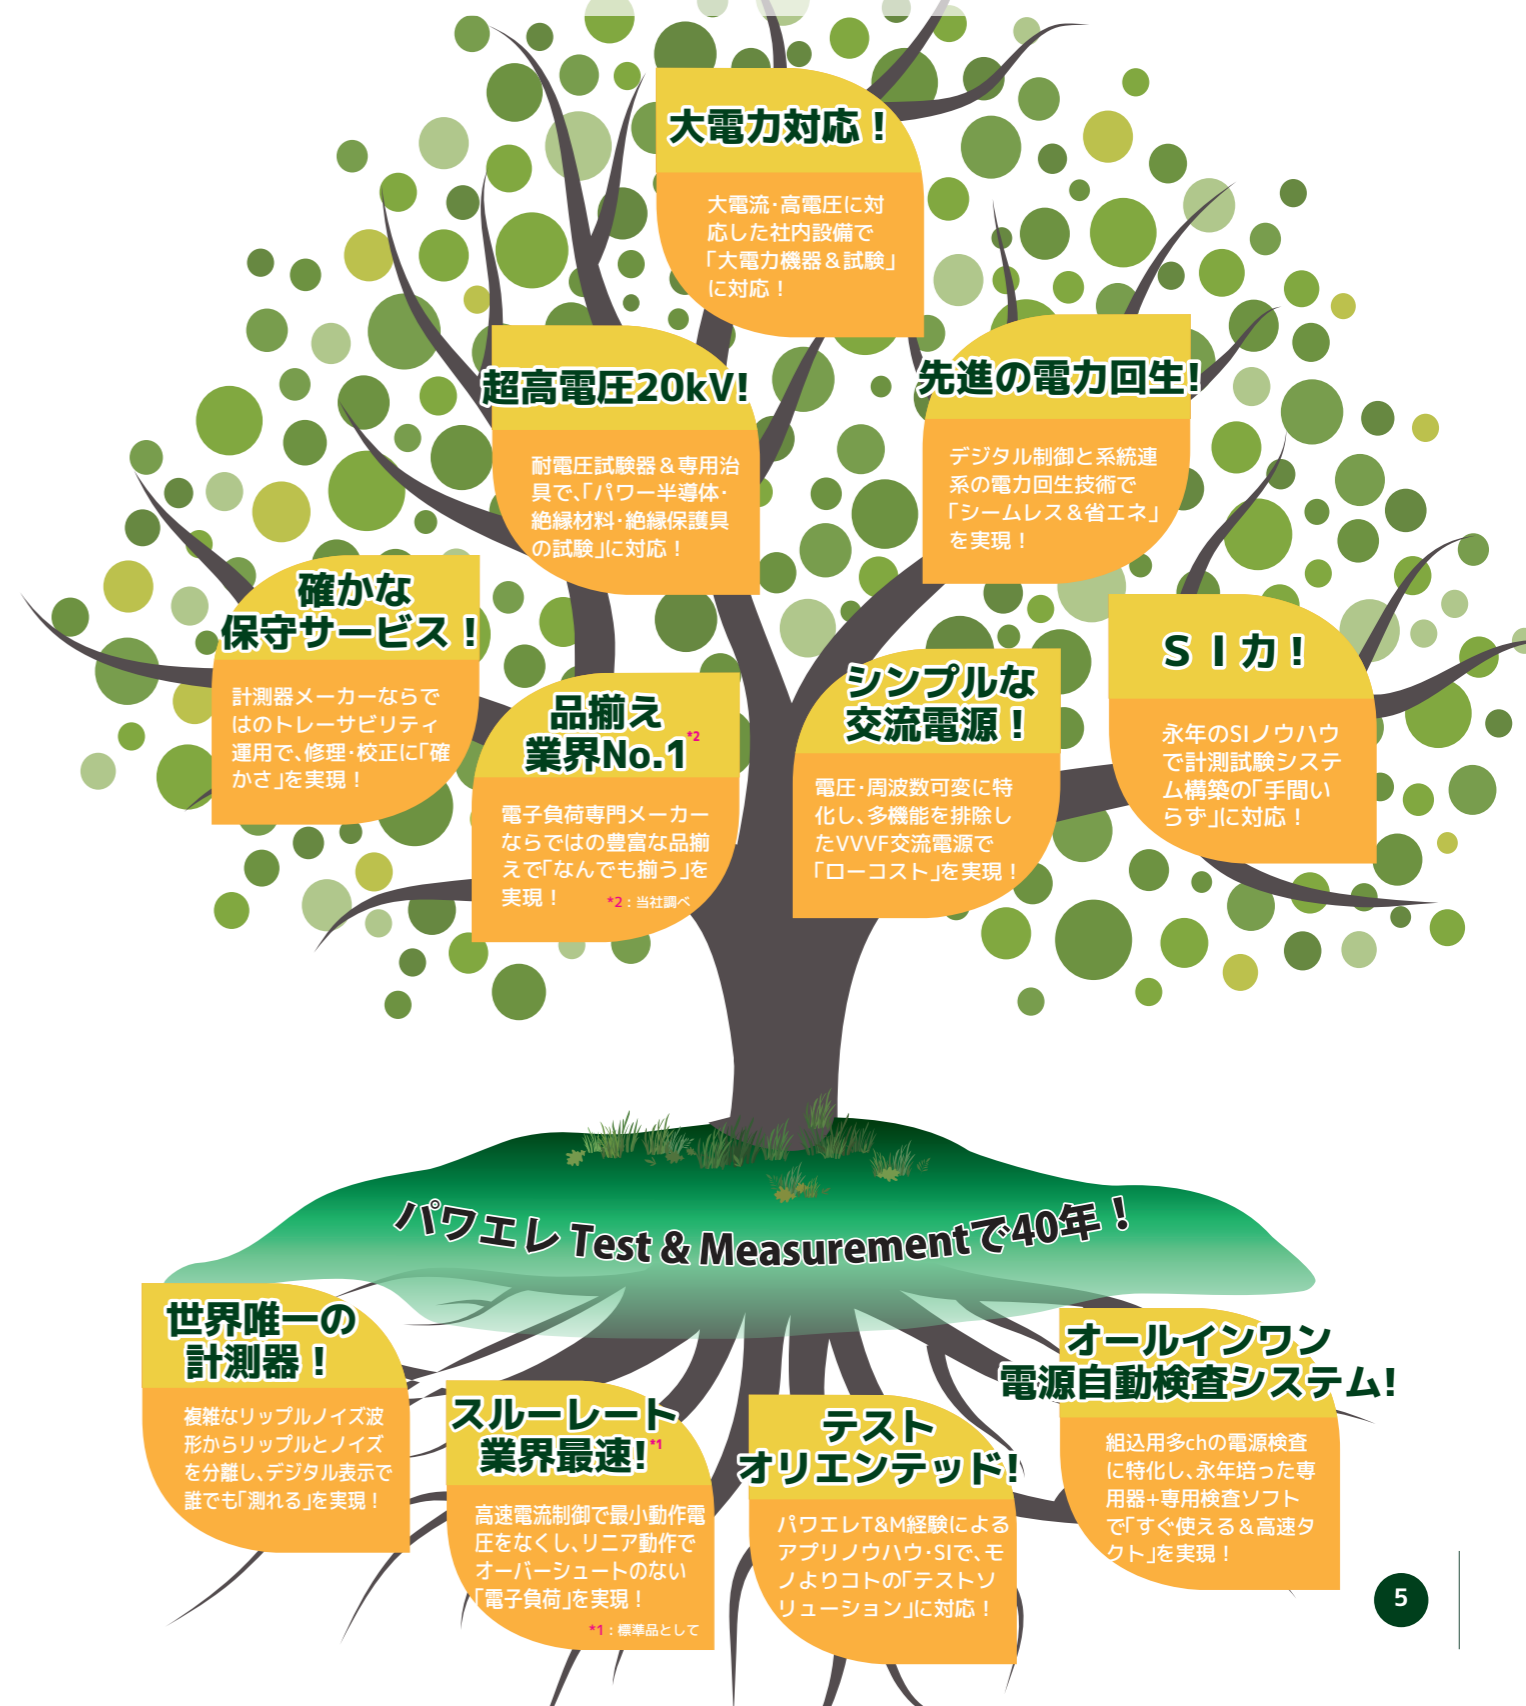 大電力対応！
大電流･高電圧に対
応した社内設備で
｢大電力機器＆試験｣
に対応！
超高電圧20kV!
耐電圧試験器＆専用治
具で､｢パワー半導体･
絶縁材料･絶縁保護具
の試験｣に対応！
先進の電力回生!
デジタル制御と系統連
系の電力回生技術で
｢シームレス＆省エネ｣
を実現！
確かな
保守サービス！
計測器メーカーならで
はのトレーサビリティ
運用で､修理･校正に｢確
かさ｣を実現！
品揃え
業界No.1*2
電子負荷専門メーカー
ならではの豊富な品揃
えで｢なんでも揃う｣を
実現！
*2：当社調べ
シンプルな
交流電源！
電圧･周波数可変に特
化し､多機能を排除し
たVVVF交流電源で
｢ローコスト｣を実現！
ＳＩ力！
永年のSIノウハウ
で計測試験システ
ム構築の｢手間い
らず｣に対応！
パワエレ Test & Measurementで40年！
世界唯一の
計測器！
複雑なリップルノイズ波
形からリップルとノイズ
を分離し､デジタル表示で
誰でも｢測れる｣を実現！
スルーレート
業界最速!*1
高速電流制御で最小動作電
圧をなくし､リニア動作で
オーバーシュートのない
｢電子負荷｣を実現！
*1：標準品として
テスト
オリエンテッド!
パワエレT&M経験による
アプリノウハウ･SIで､モ
ノよりコトの｢テストソ
リューション｣に対応！
オールインワン
電源自動検査システム!
組込用多chの電源検査
に特化し､永年培った専
用器+専用検査ソフト
で｢すぐ使える＆高速タ
クト｣を実現！
5